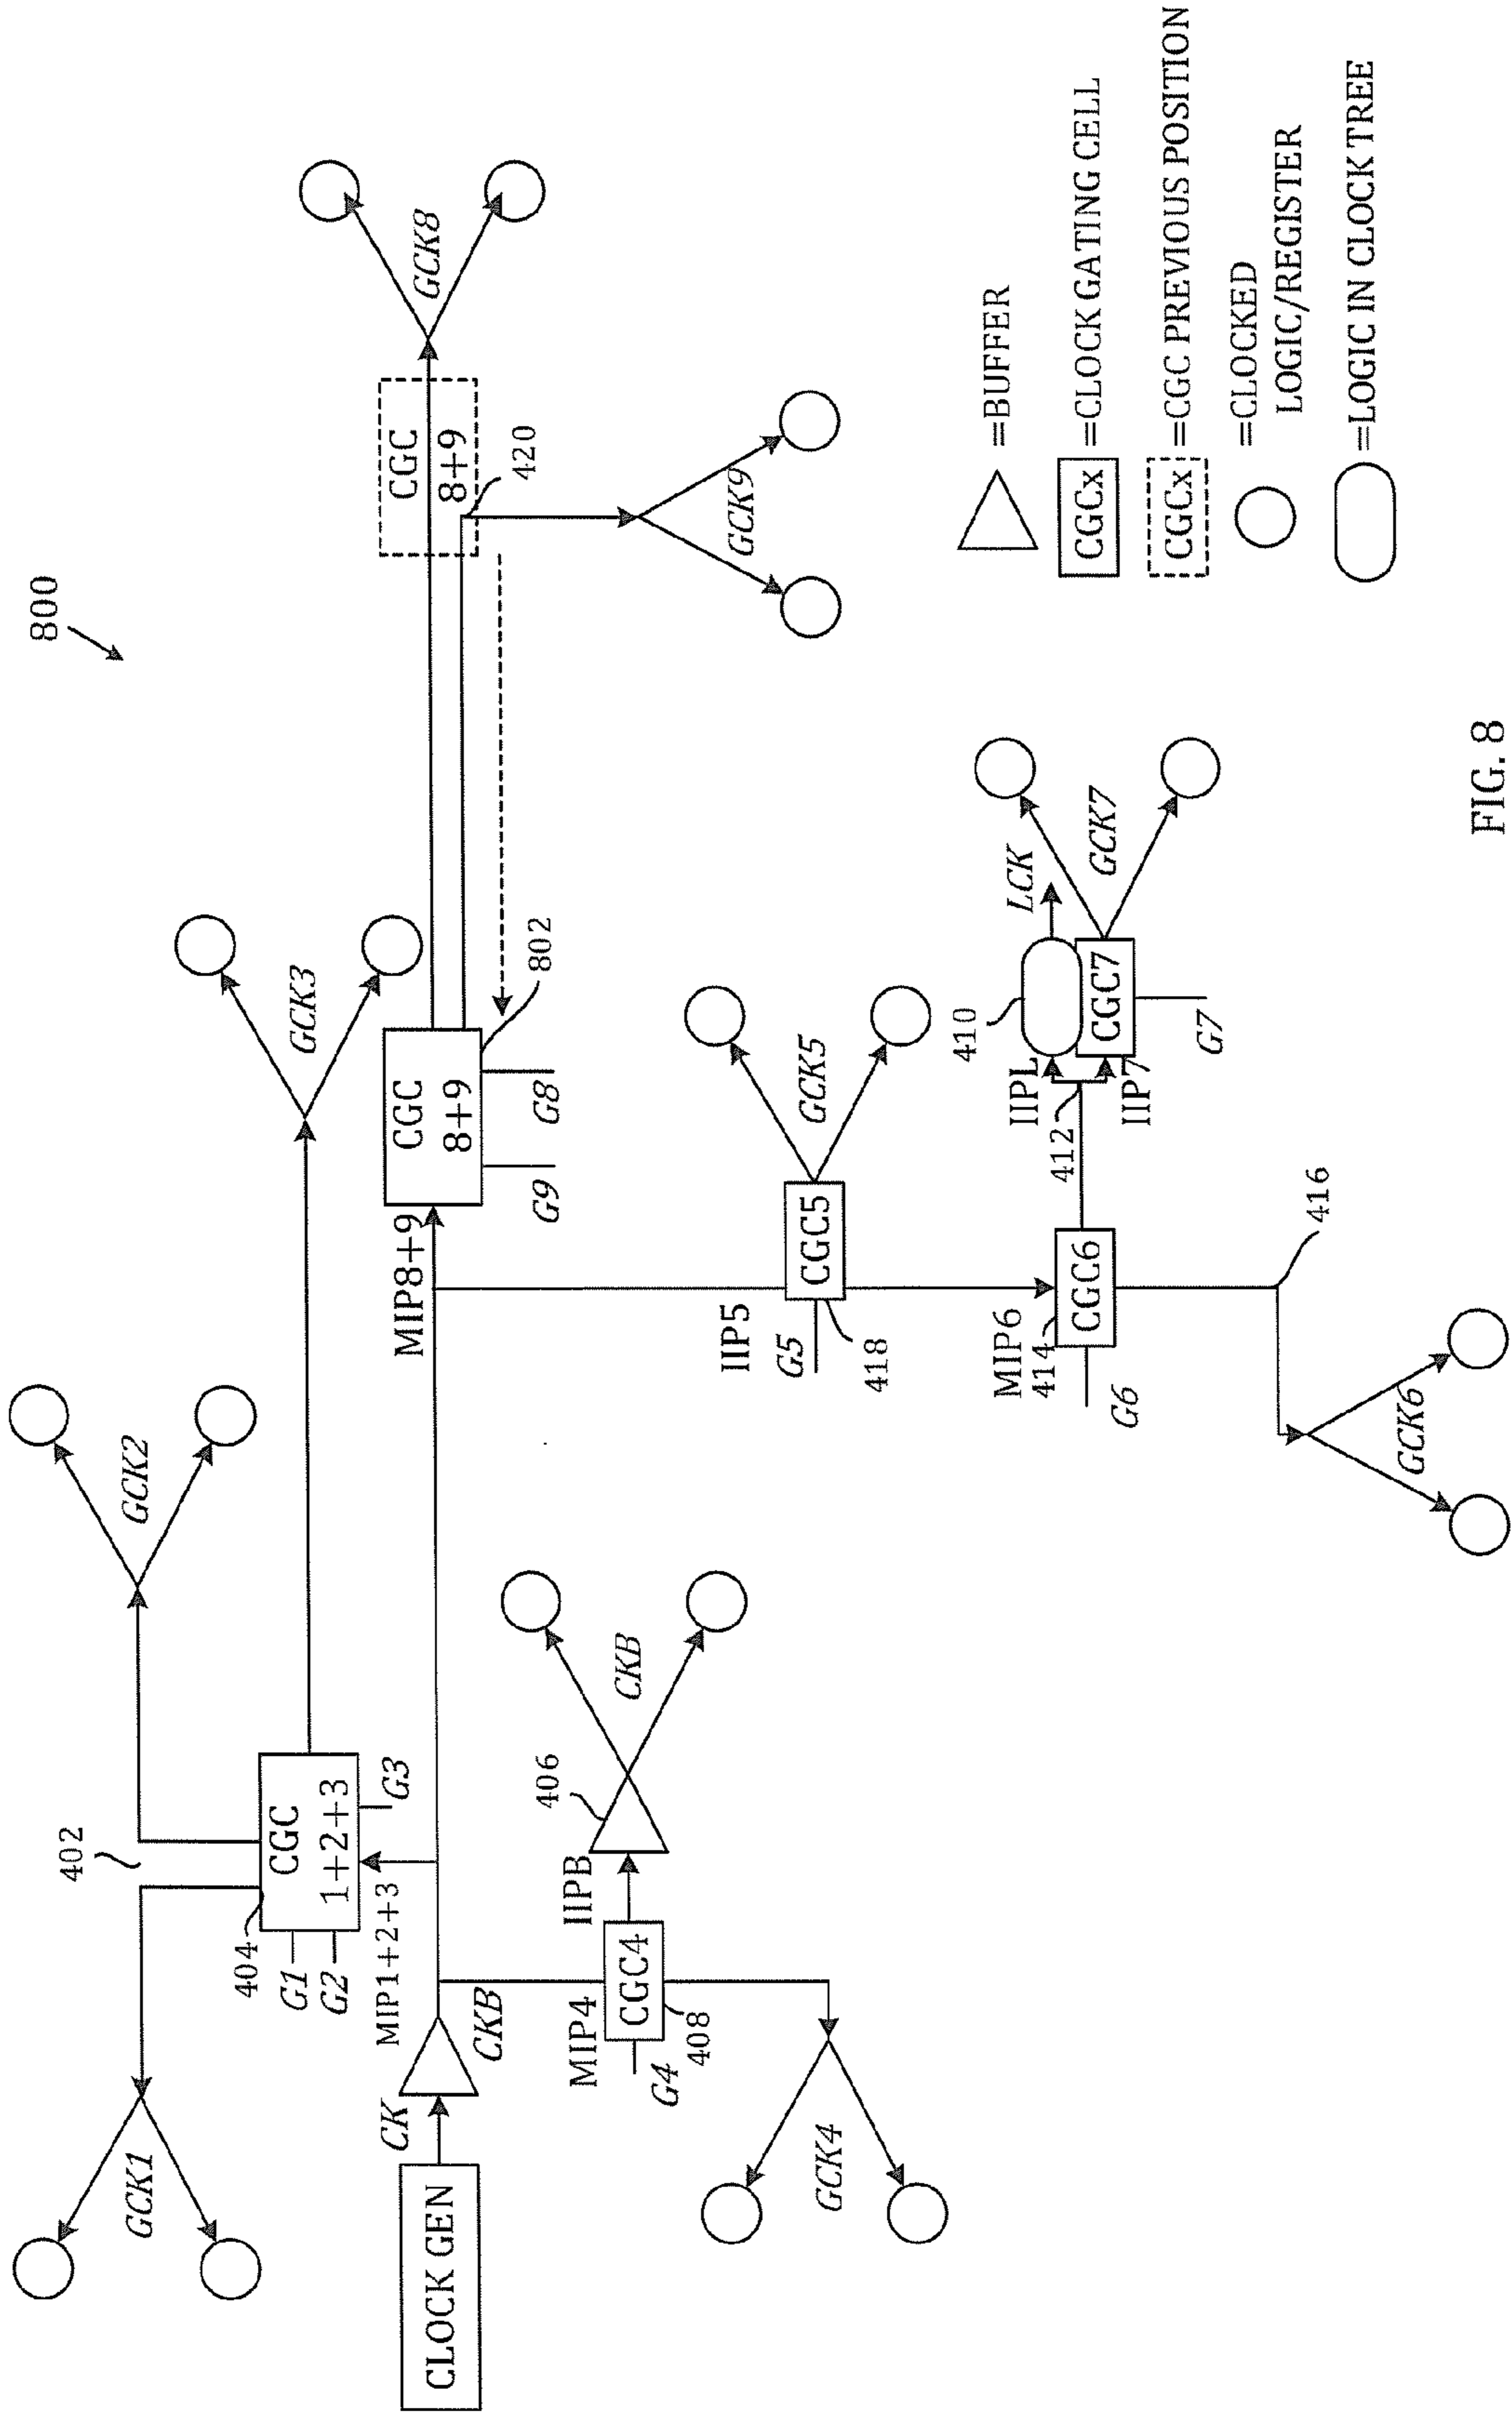 800
402
GCK1
GCK2
GCK3
GCK8
404
CGC
1+2+3
G1
G2
G3
MIP1+2+3
CLOCK GEN
CK
CKB
MIP8+9
CGC
8+9
G9
G8
802
CGC
8+9
420
GCK9
MIP4
CGC4
G4
408
IIPB
406
CKB
GCK4
IIP5
G5
CGC5
418
GCK5
MIP6
414
CGC6
G6
412
IIPL
IIP7
410
LCK
CGC7
G7
GCK7
416
GCK6
=BUFFER
CGCx =CLOCK GATING CELL
CGCx =CGC PREVIOUS POSITION
=CLOCKED
LOGIC/REGISTER
=LOGIC IN CLOCK TREE
FIG. 8